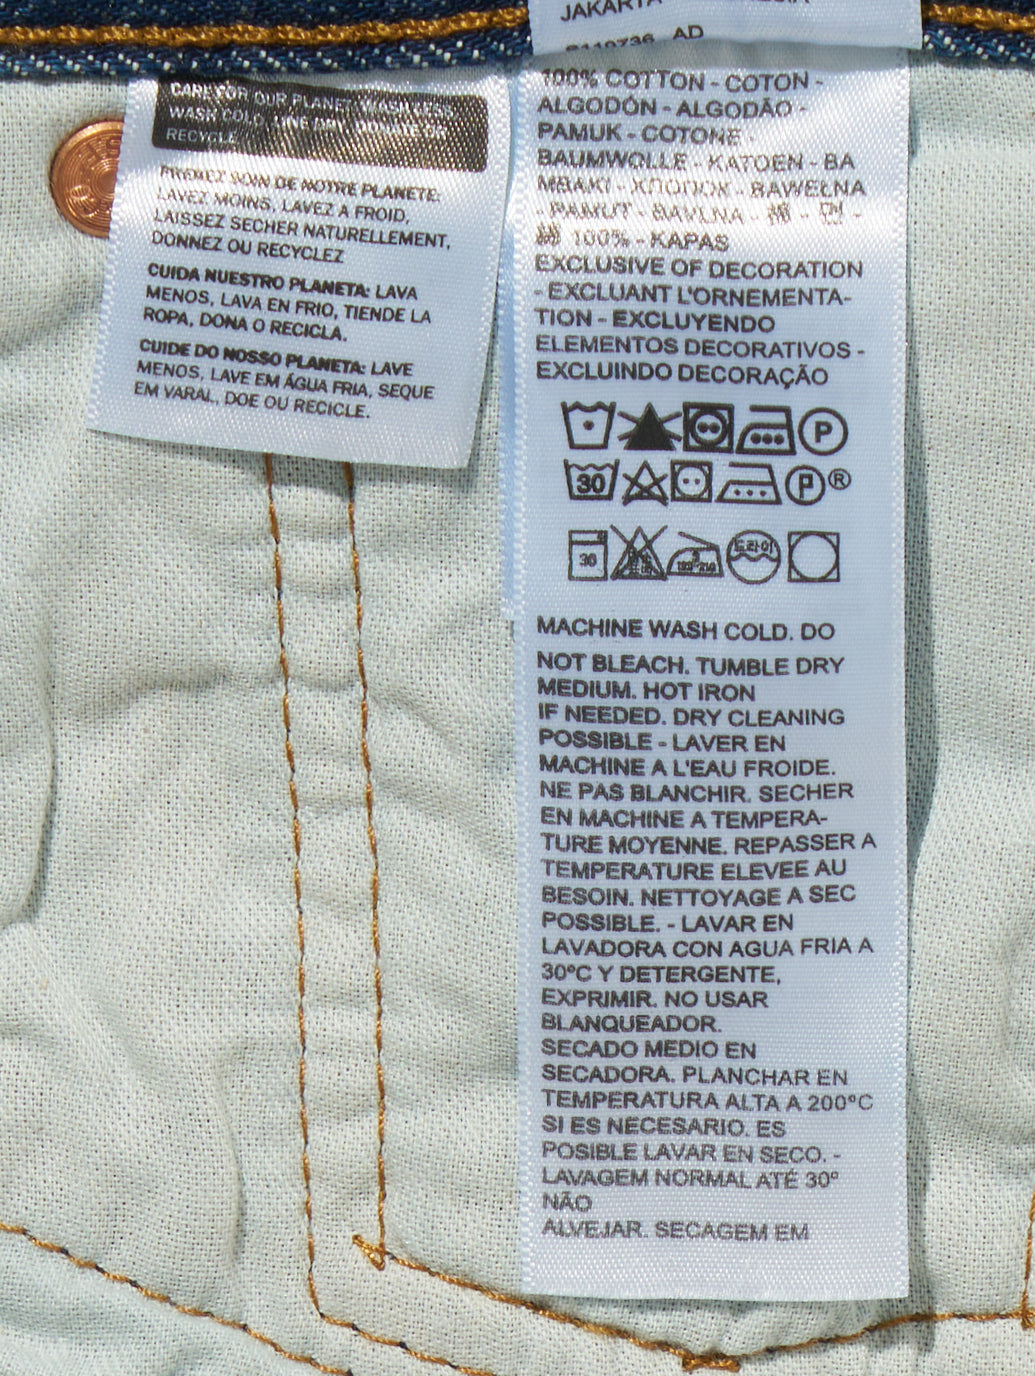 CARE FOR OUR PLANET: WASH LESS,
WASH COLD, LINE DRY, DONATE OR
RECYCLE
PRENEZ SOIN DE NOTRE PLANETE:
LAVEZ MOINS, LAVEZ A FROID,
LAISSEZ SECHER NATURELLEMENT,
DONNEZ OU RECYCLEZ
CUIDA NUESTRO PLANETA: LAVA
MENOS, LAVA EN FRIO, TIENDE LA
ROPA, DONA O RECICLA.
CUIDE DO NOSSO PLANETA: LAVE
MENOS, LAVE EM ÁGUA FRIA, SEQUE
EM VARAL, DOE OU RECICLE.
JAKARTA
AD
100% COTTON - COTON -
ALGODÓN - ALGODÃO -
PAMUK - COTONE -
BAUMWOLLE - KATOEN - BA
MBAKI - ХЛОПОК - BAWEŁNA
- PAMUT - BAVLNA - 棉 - 면 -
綿 100% - KAPAS
EXCLUSIVE OF DECORATION
- EXCLUANT L'ORNEMENTA-
TION - EXCLUYENDO
ELEMENTOS DECORATIVOS -
EXCLUINDO DECORAÇÃO
P
30 P ®
30 드라이
MACHINE WASH COLD. DO
NOT BLEACH. TUMBLE DRY
MEDIUM. HOT IRON
IF NEEDED. DRY CLEANING
POSSIBLE - LAVER EN
MACHINE A L'EAU FROIDE.
NE PAS BLANCHIR. SECHER
EN MACHINE A TEMPERA-
TURE MOYENNE. REPASSER A
TEMPERATURE ELEVEE AU
BESOIN. NETTOYAGE A SEC
POSSIBLE. - LAVAR EN
LAVADORA CON AGUA FRIA A
30ºC Y DETERGENTE,
EXPRIMIR. NO USAR
BLANQUEADOR.
SECADO MEDIO EN
SECADORA. PLANCHAR EN
TEMPERATURA ALTA A 200ºC
SI ES NECESARIO. ES
POSIBLE LAVAR EN SECO. -
LAVAGEM NORMAL ATÉ 30º
NÃO
ALVEJAR. SECAGEM EM